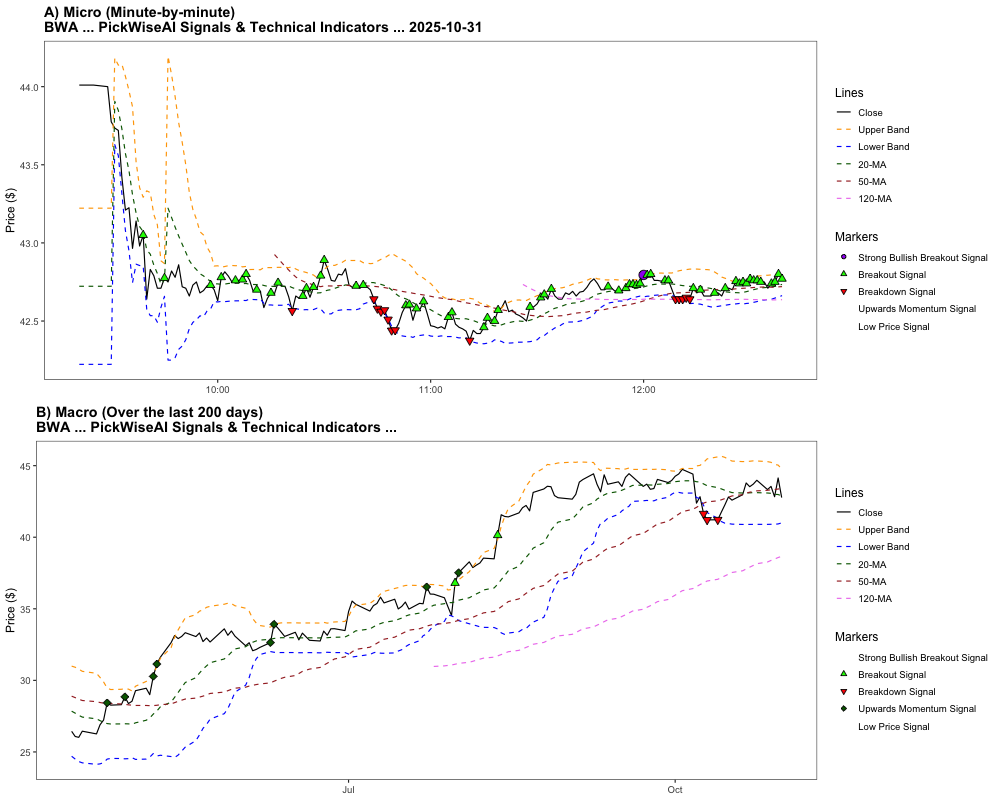 A) Micro (Minute-by-minute)
BWA ... PickWiseAI Signals & Technical Indicators ... 2025-10-31
Price ($)
44.0
43.5
43.0
42.5
10:00
11:00
12:00
Lines
Close
Upper Band
Lower Band
20-MA
50-MA
120-MA
Markers
Strong Bullish Breakout Signal
Breakout Signal
Breakdown Signal
Upwards Momentum Signal
Low Price Signal
B) Macro (Over the last 200 days)
BWA ... PickWiseAI Signals & Technical Indicators ...
Price ($)
45
40
35
30
25
Jul
Oct
Lines
Close
Upper Band
Lower Band
20-MA
50-MA
120-MA
Markers
Strong Bullish Breakout Signal
Breakout Signal
Breakdown Signal
Upwards Momentum Signal
Low Price Signal